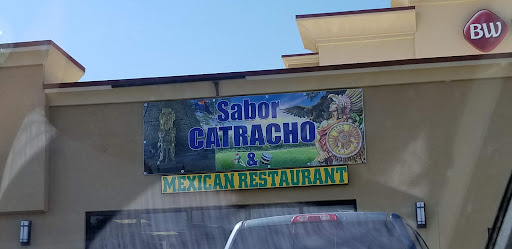 BW
Sabor
CATRACHO
&
MEXICAN RESTAURANT